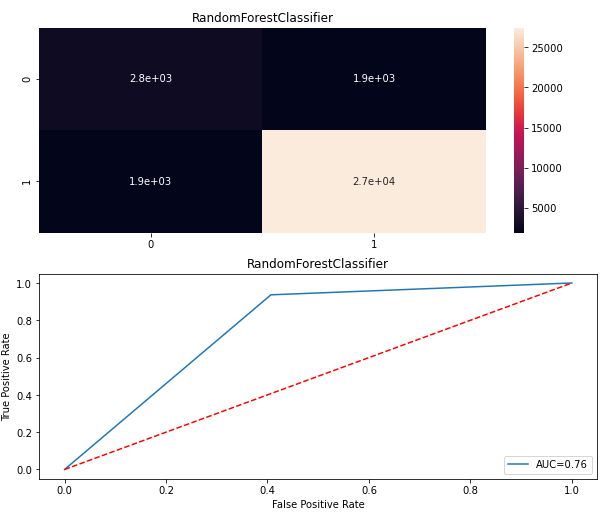 RandomForestClassifier
0
2.8e+03
1.9e+03
1
1.9e+03
2.7e+04
0
1
25000
20000
15000
10000
5000
RandomForestClassifier
True Positive Rate
1.0
0.8
0.6
0.4
0.2
0.0
AUC=0.76
0.0
0.2
0.4
0.6
0.8
1.0
False Positive Rate